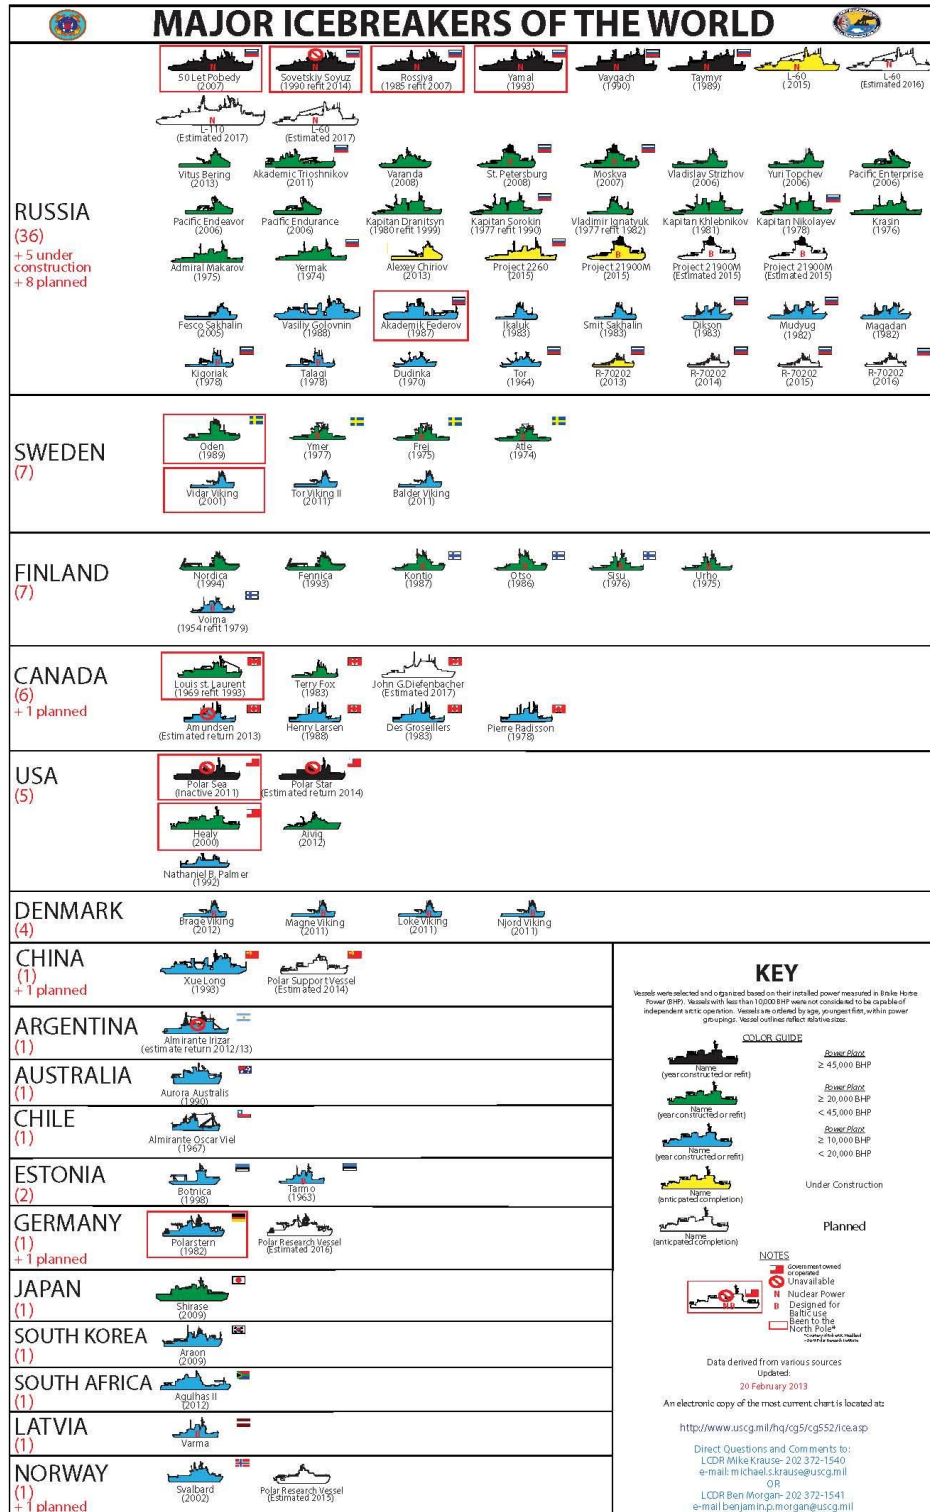 MAJOR ICEBREAKERS OF THE WORLD
RUSSIA
(36)
+ 5 under
construction
+ 8 planned
N N N N N N N N
50 Let Pobedy Sovetskiy Soyuz Rossiya Yamal Vaygach Taymyr L-60 L-60
(2007) (1990 refit 2014) (1985 refit 2007) (1993) (1990) (1989) ( 2015) (Estimated 2016)
N N
L-110 L-60
(Estimated 2017) (Estimated 2017)
Vitus Bering Akademic Trioshnikov Varanda St. Petersburg Moskva Vladislav Strizhov Yuri Topchev Pacific Enterprise
(2013) (2011) (2008) (2008) (2007) (2006) (2006) (2006)
Pacific Endeavor Pacific Endurance Kapitan Dranitsyn Kapitan Sorokin Vladimir Ignatyuk Kapitan Khlebnikov Kapitan Nikolayev Krasin
(2006) (2006) (1980 refit 1999) (1977 refit 1990) (1977 refit 1982) (1981) (1978) (1976)
B B B
Admiral Makarov Yermak Alexey Chiriov Project 2260 Project 21900M Project 21900M Project 21900M
(1975) (1974) (2013) (2015) (2015) (Estimated 2015) (Estimated 2015)
Fesco Sakhalin Vasiliy Golovnin Akademik Federov Ikaluk Smit Sakhalin Dikson Mudyug Magadan
(2005) (1988) (1987) (1983) (1983) (1983) (1982) (1982)
Kigoriak Talagi Dudinka Tor R-70202 R-70202 R-70202 R-70202
(1978) (1978) (1970) (1964) (2013) (2014) (2015) (2016)
SWEDEN
(7)
Oden Ymer Frej Atle
(1989) (1977) (1975) (1974)
Vidar Viking Tor Viking II Balder Viking
(2001) (2011) (2011)
FINLAND
(7)
Nordica Fennica Kontio Otso Sisu Urho
(1994) (1993) (1987) (1986) (1976) (1975)
Voima
(1954 refit 1979)
CANADA
(6)
+ 1 planned
Louis st. Laurent Terry Fox John G.Diefenbacher
(1969 refit 1993) (1983) (Estimated 2017)
Amundsen Henry Larsen Des Groseillers Pierre Radisson
(Estimated return 2013) (1988) (1983) (1978)
USA
(5)
Polar Sea Polar Star
(Inactive 2011) (Estimated return 2014)
Healy Aiviq
(2000) (2012)
Nathaniel B. Palmer
(1992)
DENMARK
(4)
Brage Viking Magne Viking Loke Viking Njord Viking
(2012) (2011) (2011) (2011)
CHINA
(1)
+ 1 planned
Xue Long Polar Support Vessel
(1993) (Estimated 2014)
ARGENTINA
(1)
Almirante Irizar
(estimate return 2012/13)
AUSTRALIA
(1)
Aurora Australis
(1990)
CHILE
(1)
Almirante Oscar Viel
(1967)
ESTONIA
(2)
Botnica Tarmo
(1998) (1963)
GERMANY
(1)
+ 1 planned
Polarstern Polar Research Vessel
(1982) (Estimated 2016)
JAPAN
(1)
Shirase
(2009)
SOUTH KOREA
(1)
Araon
(2009)
SOUTH AFRICA
(1)
Agulhas II
(2012)
LATVIA
(1)
Varma
NORWAY
(1)
+ 1 planned
Svalbard Polar Research Vessel
(2002) (Estimated 2015)
KEY
Vessels were selected and organized based on their installed power measured in Brake Horse
Power (BHP). Vessels with less than 10,000 BHP were not considered to be capable of
independent arctic operation. Vessels are ordered by age, youngest first, within power
groupings. Vessel outlines reflect relative sizes.
COLOR GUIDE
Name
(year constructed or refit)
Power Plant
≥ 45,000 BHP
Name
(year constructed or refit)
Power Plant
≥ 20,000 BHP
< 45,000 BHP
Name
(year constructed or refit)
Power Plant
≥ 10,000 BHP
< 20,000 BHP
Name
(anticpated completion)
Under Construction
Name
(anticpated completion)
Planned
NOTES
N B
Government owned
or operated
Unavailable
N Nuclear Power
B Designed for
Baltic use
Been to the
North Pole*
Data derived from various sources
Updated:
20 February 2013
An electronic copy of the most current chart is located at:
http://www.uscg.mil/hq/cg5/cg552/ice.asp
Direct Questions and Comments to:
LCDR Mike Krause- 202 372-1540
e-mail: michael.s.krause@uscg.mil
OR
LCDR Ben Morgan- 202 372-1541
e-mail benjamin.p.morgan@uscg.mil